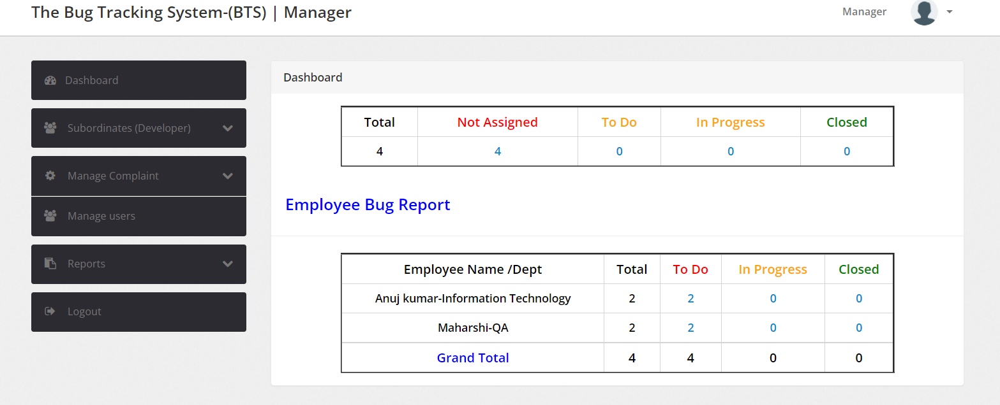 The Bug Tracking System-(BTS) | Manager
Manager
Dashboard
Subordinates (Developer)
Manage Complaint
Manage users
Reports
Logout
Dashboard
Total Not Assigned To Do In Progress Closed
4 4 0 0 0
Employee Bug Report
Employee Name /Dept Total To Do In Progress Closed
Anuj kumar-Information Technology 2 2 0 0
Maharshi-QA 2 2 0 0
Grand Total 4 4 0 0